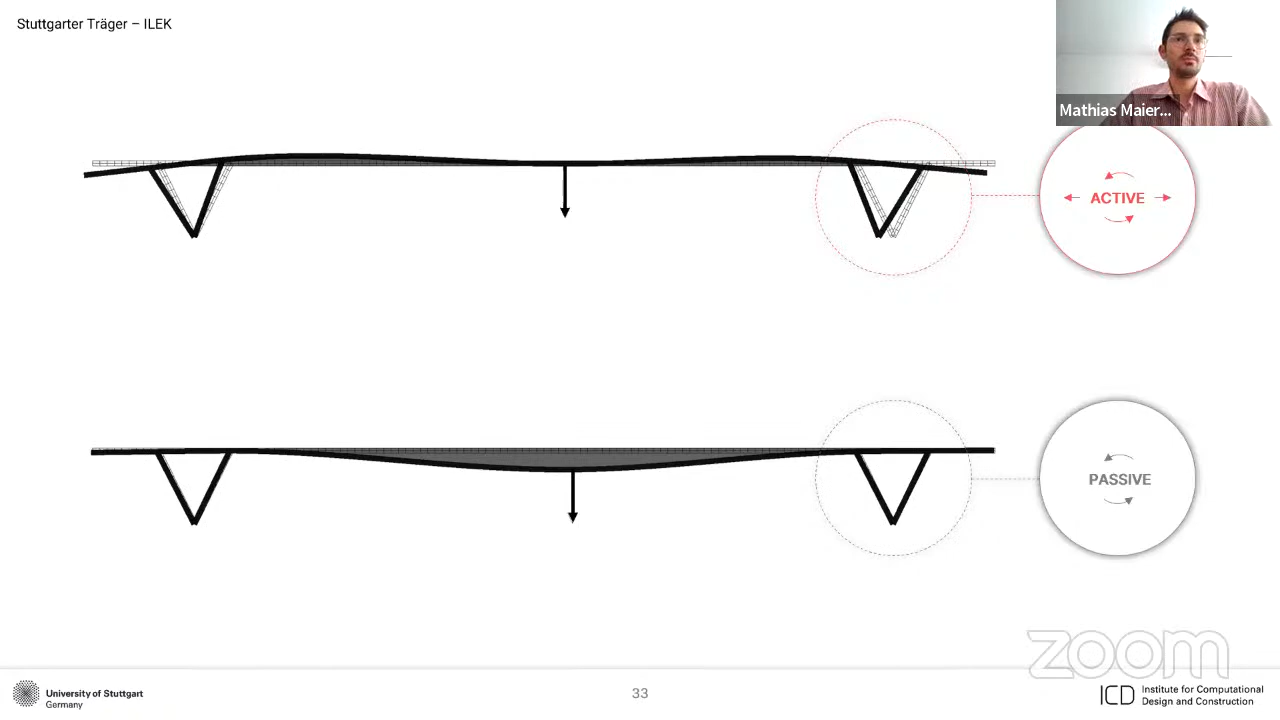 Stuttgarter Träger – ILEK
Mathias Maier...
ACTIVE
PASSIVE
zoom
University of Stuttgart
Germany
33
ICD
Institute for Computational
Design and Construction